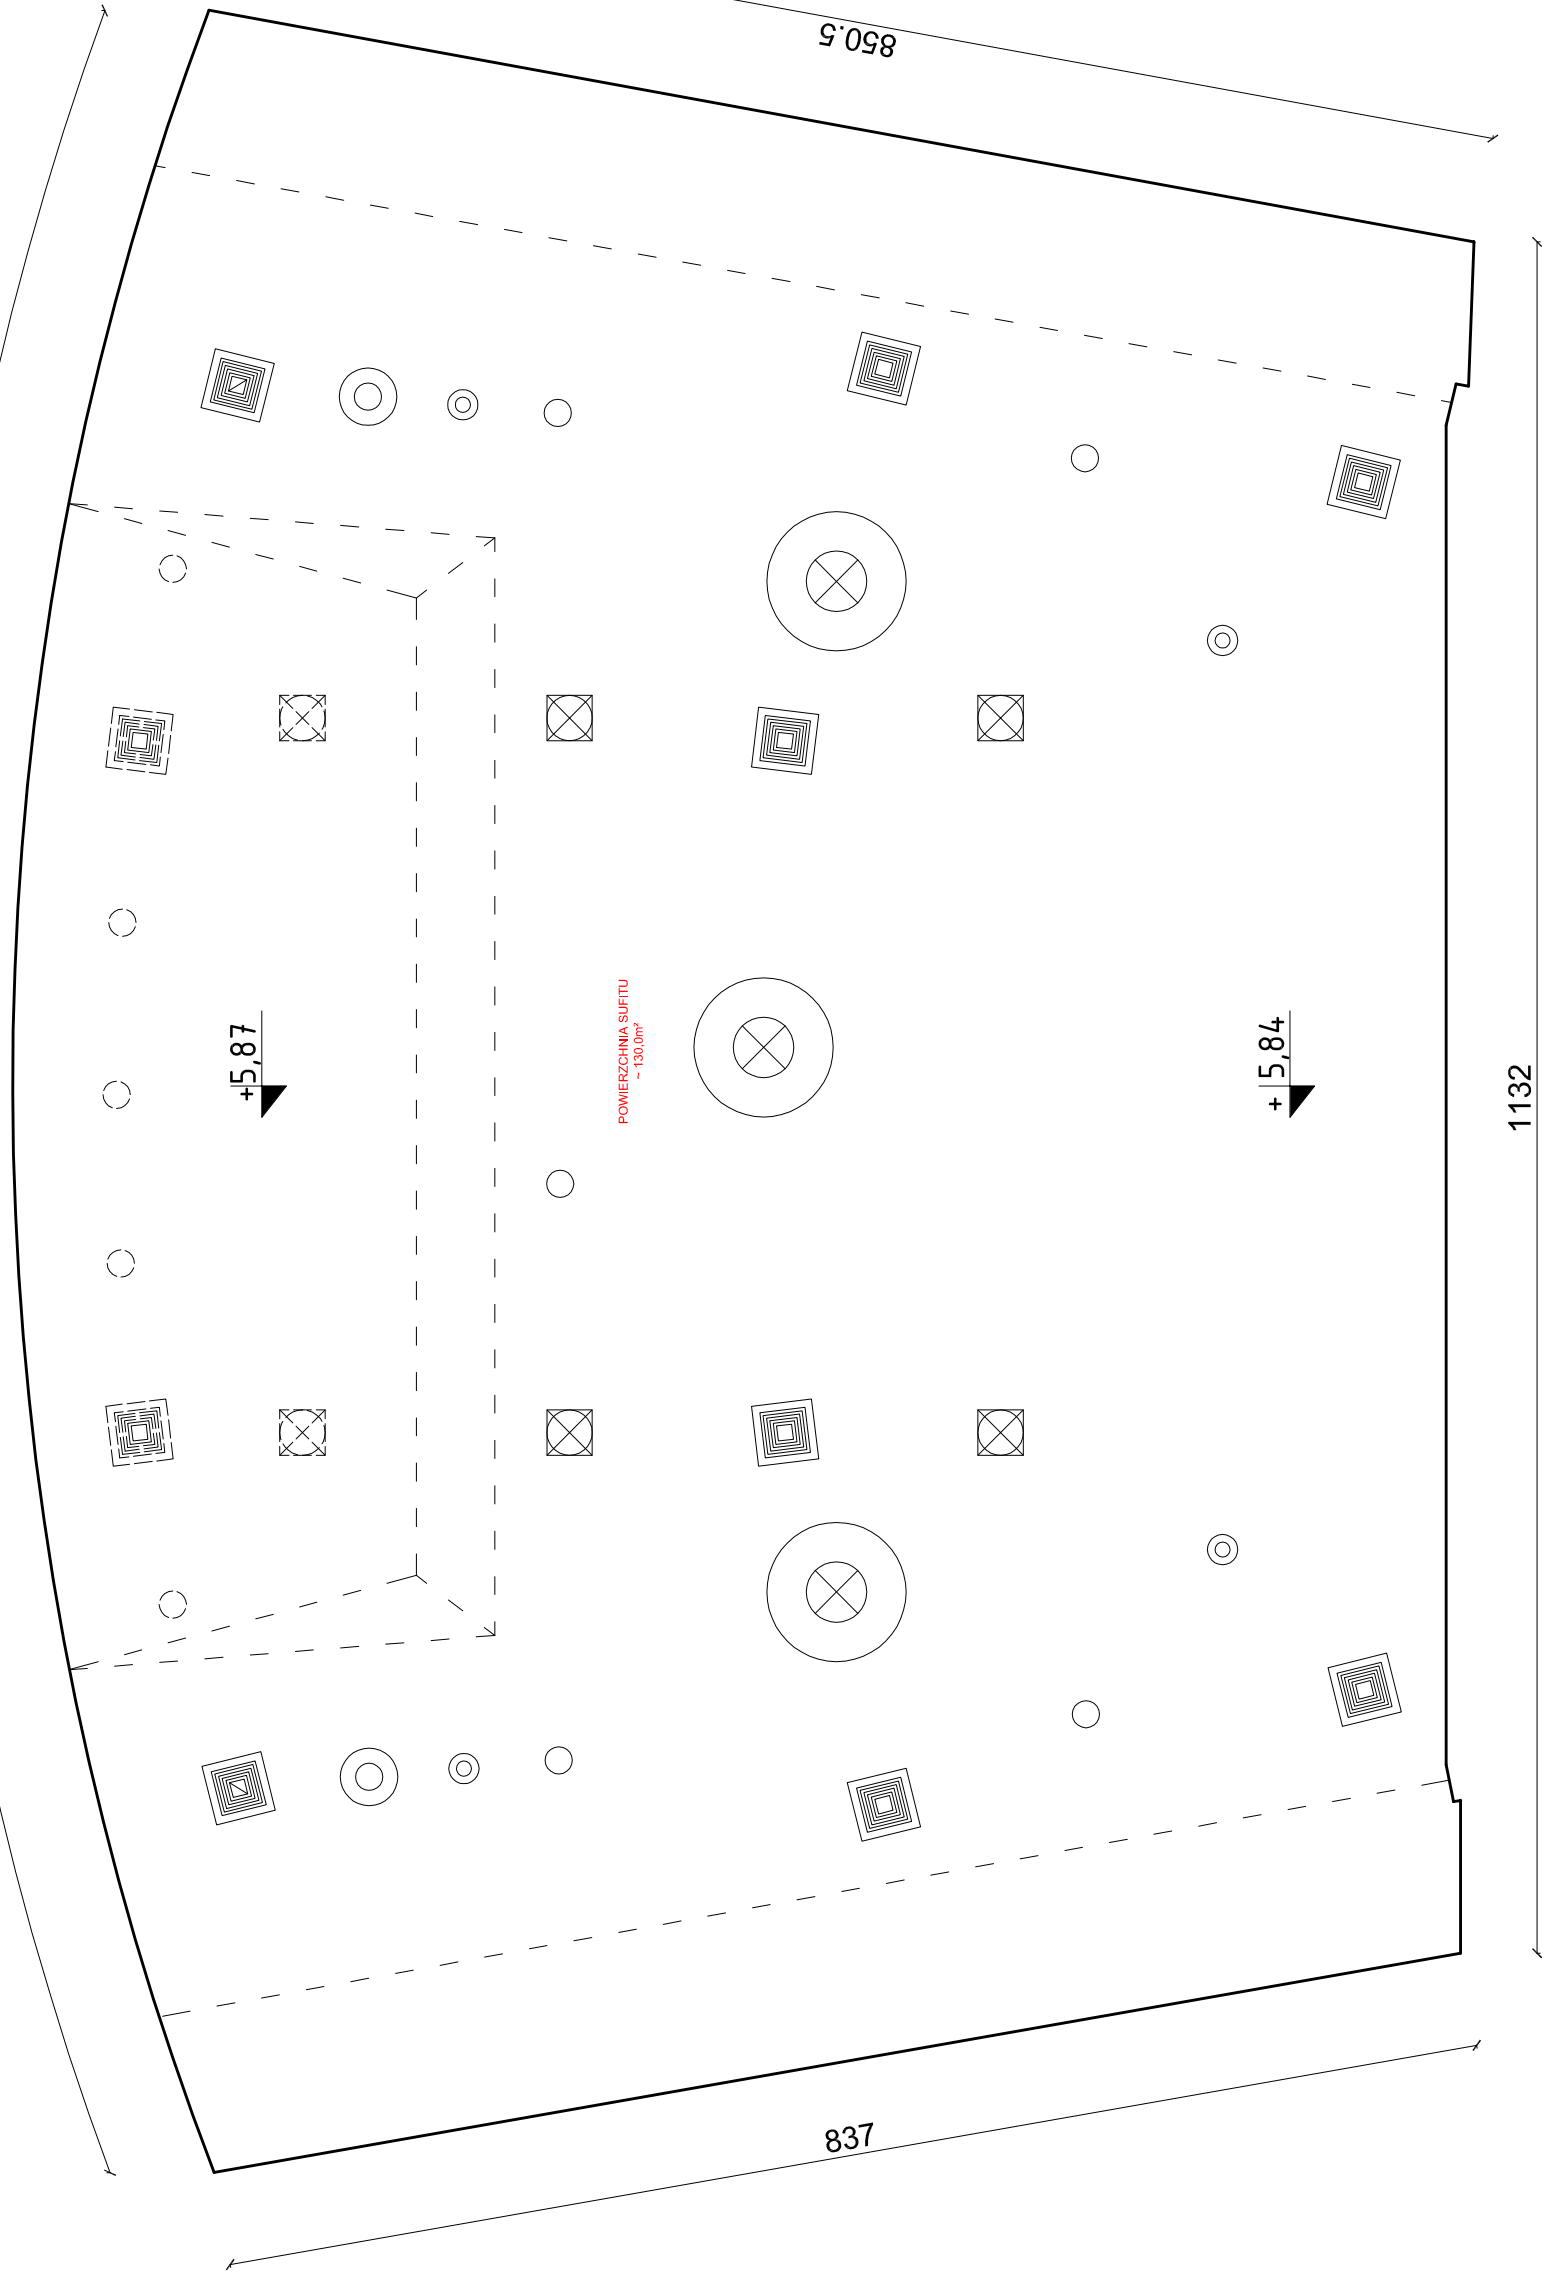 850.5
+5,87
POWIERZCHNIA SUFITU
~ 130,0m²
+ 5,84
1132
837